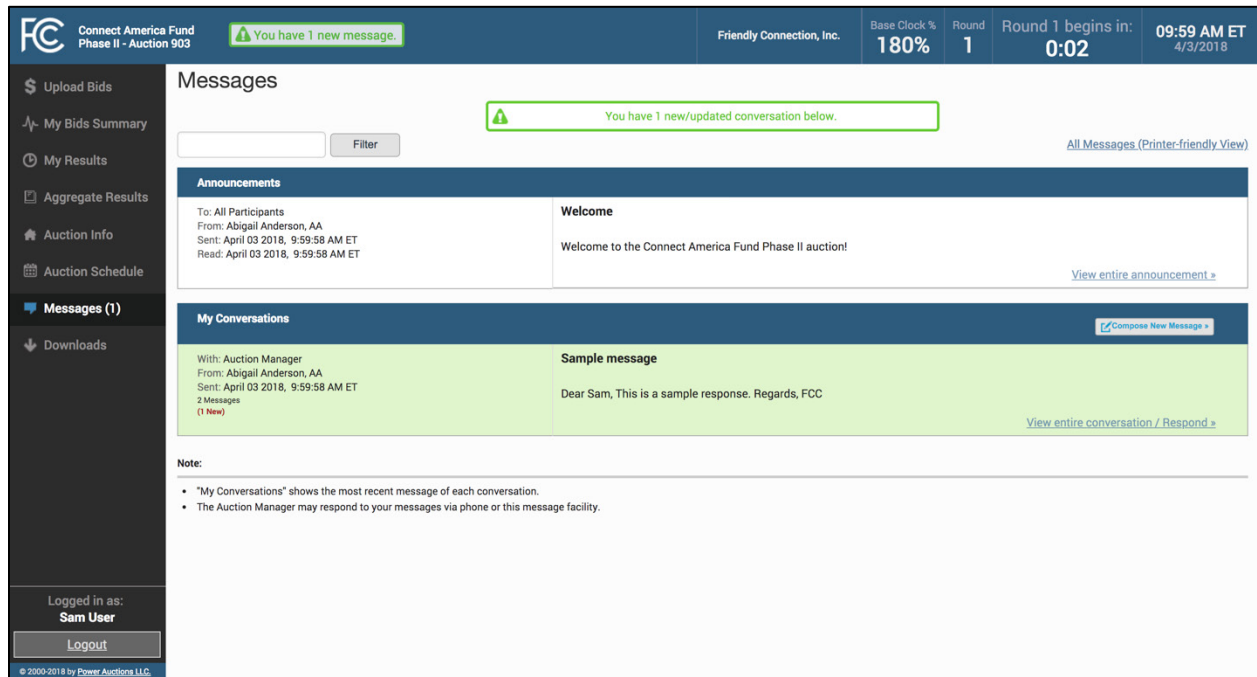 FCC
Connect America Fund
Phase II - Auction 903
You have 1 new message.
Friendly Connection, Inc.
Base Clock %
180%
Round
1
Round 1 begins in:
0:02
09:59 AM ET
4/3/2018
Upload Bids
My Bids Summary
My Results
Aggregate Results
Auction Info
Auction Schedule
Messages (1)
Downloads
Logged in as:
Sam User
Logout
© 2000-2018 by Power Auctions LLC.
Messages
You have 1 new/updated conversation below.
Filter
All Messages (Printer-friendly View)
Announcements
To: All Participants
From: Abigail Anderson, AA
Sent: April 03 2018, 9:59:58 AM ET
Read: April 03 2018, 9:59:58 AM ET
Welcome
Welcome to the Connect America Fund Phase II auction!
View entire announcement »
My Conversations
Compose New Message »
With: Auction Manager
From: Abigail Anderson, AA
Sent: April 03 2018, 9:59:58 AM ET
2 Messages
(1 New)
Sample message
Dear Sam, This is a sample response. Regards, FCC
View entire conversation / Respond »
Note:
• "My Conversations" shows the most recent message of each conversation.
• The Auction Manager may respond to your messages via phone or this message facility.